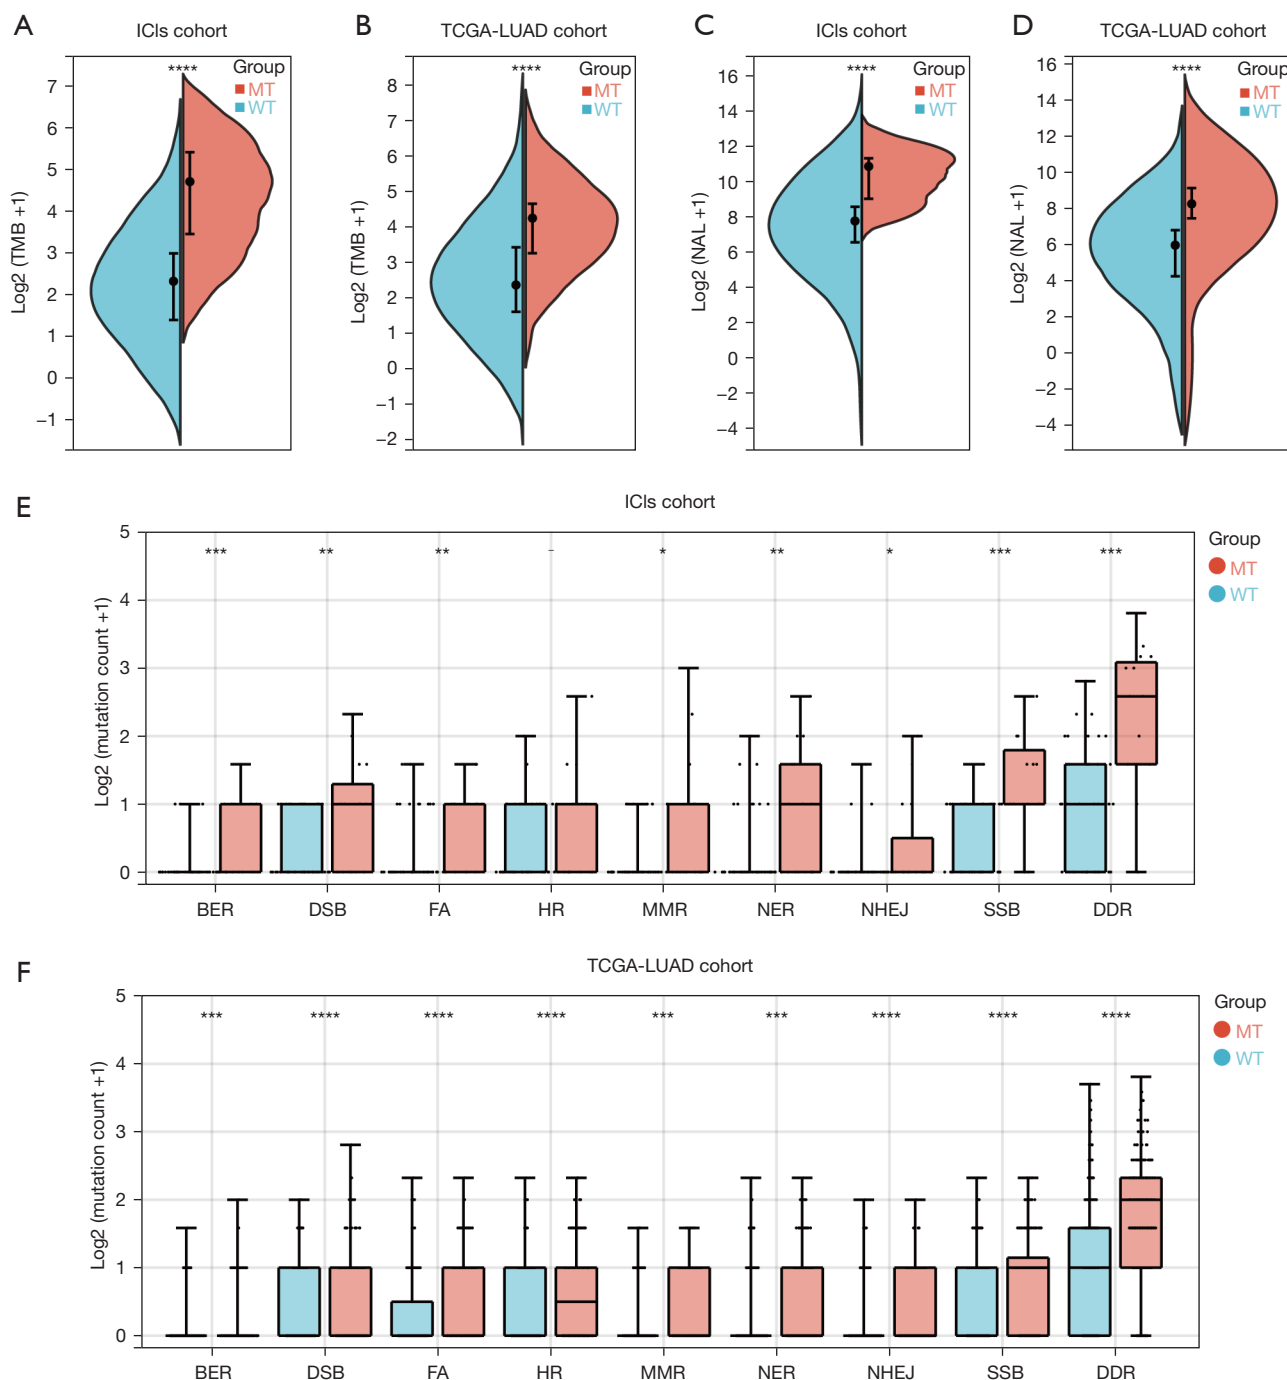 A
ICIs cohort
****
Group
MT
WT
Log2 (TMB +1)
7
6
5
4
3
2
1
0
−1
B
TCGA-LUAD cohort
****
Group
MT
WT
Log2 (TMB +1)
8
7
6
5
4
3
2
1
0
−1
−2
C
ICIs cohort
****
Group
MT
WT
Log2 (NAL +1)
16
14
12
10
8
6
4
2
0
−2
−4
D
TCGA-LUAD cohort
****
Group
MT
WT
Log2 (NAL +1)
16
14
12
10
8
6
4
2
0
−2
−4
E
ICIs cohort
*** ** ** – * ** * *** ***
Group
MT
WT
Log2 (mutation count +1)
5
4
3
2
1
0
BER DSB FA HR MMR NER NHEJ SSB DDR
F
TCGA-LUAD cohort
*** **** **** **** *** *** **** **** ****
Group
MT
WT
Log2 (mutation count +1)
5
4
3
2
1
0
BER DSB FA HR MMR NER NHEJ SSB DDR